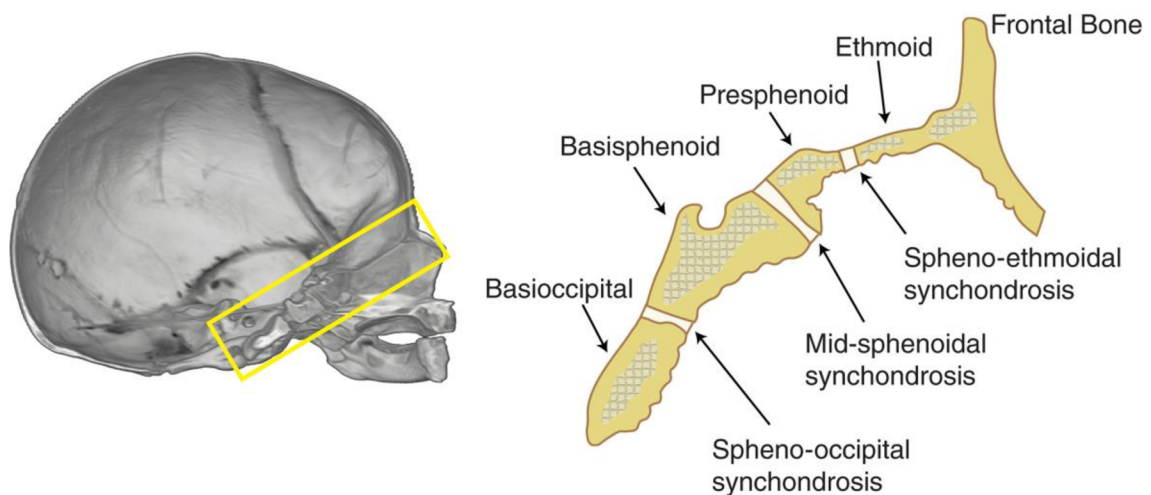 Frontal Bone
Ethmoid
Presphenoid
Basisphenoid
Spheno-ethmoidal
synchondrosis
Basioccipital
Mid-sphenoidal
synchondrosis
Spheno-occipital
synchondrosis